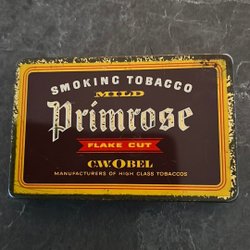 SMOKING TOBACCO
MILD
Primrose
FLAKE CUT
C.W.OBEL
MANUFACTURERS OF HIGH CLASS TOBACCOS